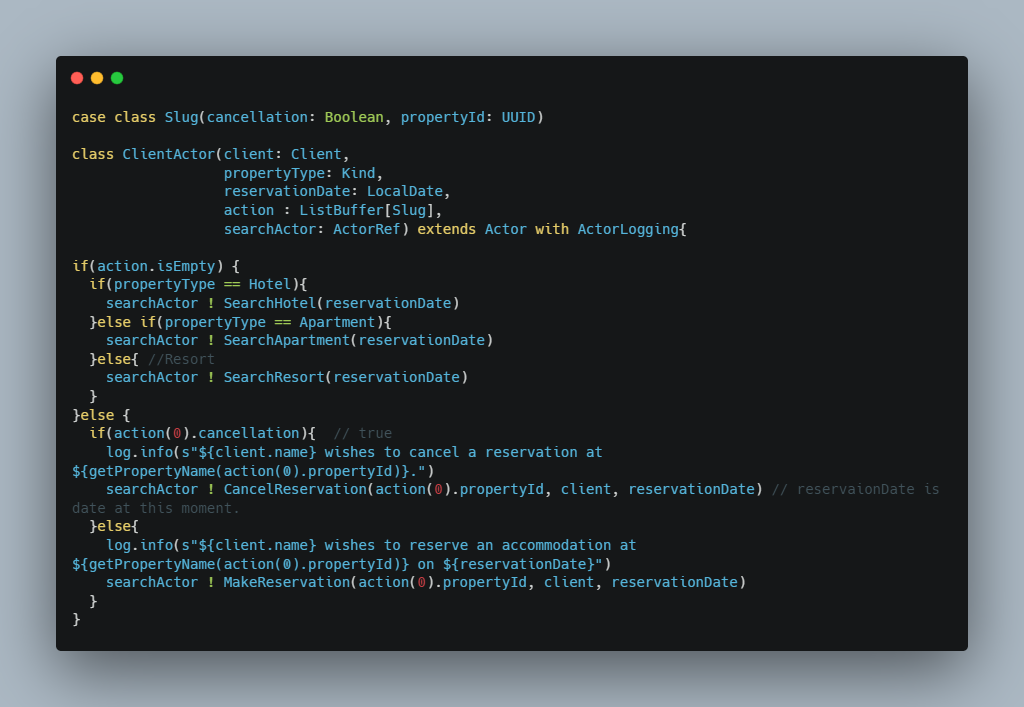 case class Slug(cancellation: Boolean, propertyId: UUID)

class ClientActor(client: Client,
                  propertyType: Kind,
                  reservationDate: LocalDate,
                  action : ListBuffer[Slug],
                  searchActor: ActorRef) extends Actor with ActorLogging{

if(action.isEmpty) {
  if(propertyType == Hotel){
    searchActor ! SearchHotel(reservationDate)
  }else if(propertyType == Apartment){
    searchActor ! SearchApartment(reservationDate)
  }else{ //Resort
    searchActor ! SearchResort(reservationDate)
  }
}else {
  if(action(0).cancellation){  // true
    log.info(s"${client.name} wishes to cancel a reservation at
${getPropertyName(action(0).propertyId)}.")
    searchActor ! CancelReservation(action(0).propertyId, client, reservationDate) // reservaionDate is
date at this moment.
  }else{
    log.info(s"${client.name} wishes to reserve an accommodation at
${getPropertyName(action(0).propertyId)} on ${reservationDate}")
    searchActor ! MakeReservation(action(0).propertyId, client, reservationDate)
  }
}